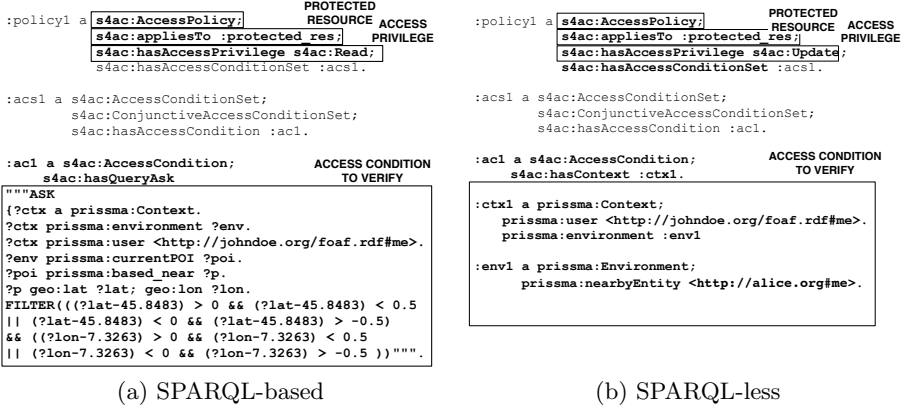 :policy1 a s4ac:AccessPolicy;
s4ac:appliesTo :protected_res;
s4ac:hasAccessPrivilege s4ac:Read;
s4ac:hasAccessConditionSet :acs1.
PROTECTED
RESOURCE
ACCESS
PRIVILEGE
:acs1 a s4ac:AccessConditionSet;
s4ac:ConjunctiveAccessConditionSet;
s4ac:hasAccessCondition :ac1.
:ac1 a s4ac:AccessCondition;
s4ac:hasQueryAsk
ACCESS CONDITION
TO VERIFY
"""ASK
{?ctx a prissma:Context.
?ctx prissma:environment ?env.
?ctx prissma:user <http://johndoe.org/foaf.rdf#me>.
?env prissma:currentPOI ?poi.
?poi prissma:based_near ?p.
?p geo:lat ?lat; geo:lon ?lon.
FILTER(((?lat-45.8483) > 0 && (?lat-45.8483) < 0.5
|| (?lat-45.8483) < 0 && (?lat-45.8483) > -0.5)
&& ((?lon-7.3263) > 0 && (?lon-7.3263) < 0.5
|| (?lon-7.3263) < 0 && (?lon-7.3263) > -0.5 ))""".
(a) SPARQL-based
:policy1 a s4ac:AccessPolicy;
s4ac:appliesTo :protected_res;
s4ac:hasAccessPrivilege s4ac:Update;
s4ac:hasAccessConditionSet :acs1.
PROTECTED
RESOURCE
ACCESS
PRIVILEGE
:acs1 a s4ac:AccessConditionSet;
s4ac:ConjunctiveAccessConditionSet;
s4ac:hasAccessCondition :ac1.
:ac1 a s4ac:AccessCondition;
s4ac:hasContext :ctx1.
ACCESS CONDITION
TO VERIFY
:ctx1 a prissma:Context;
prissma:user <http://johndoe.org/foaf.rdf#me>.
prissma:environment :env1
:env1 a prissma:Environment;
prissma:nearbyEntity <http://alice.org#me>.
(b) SPARQL-less